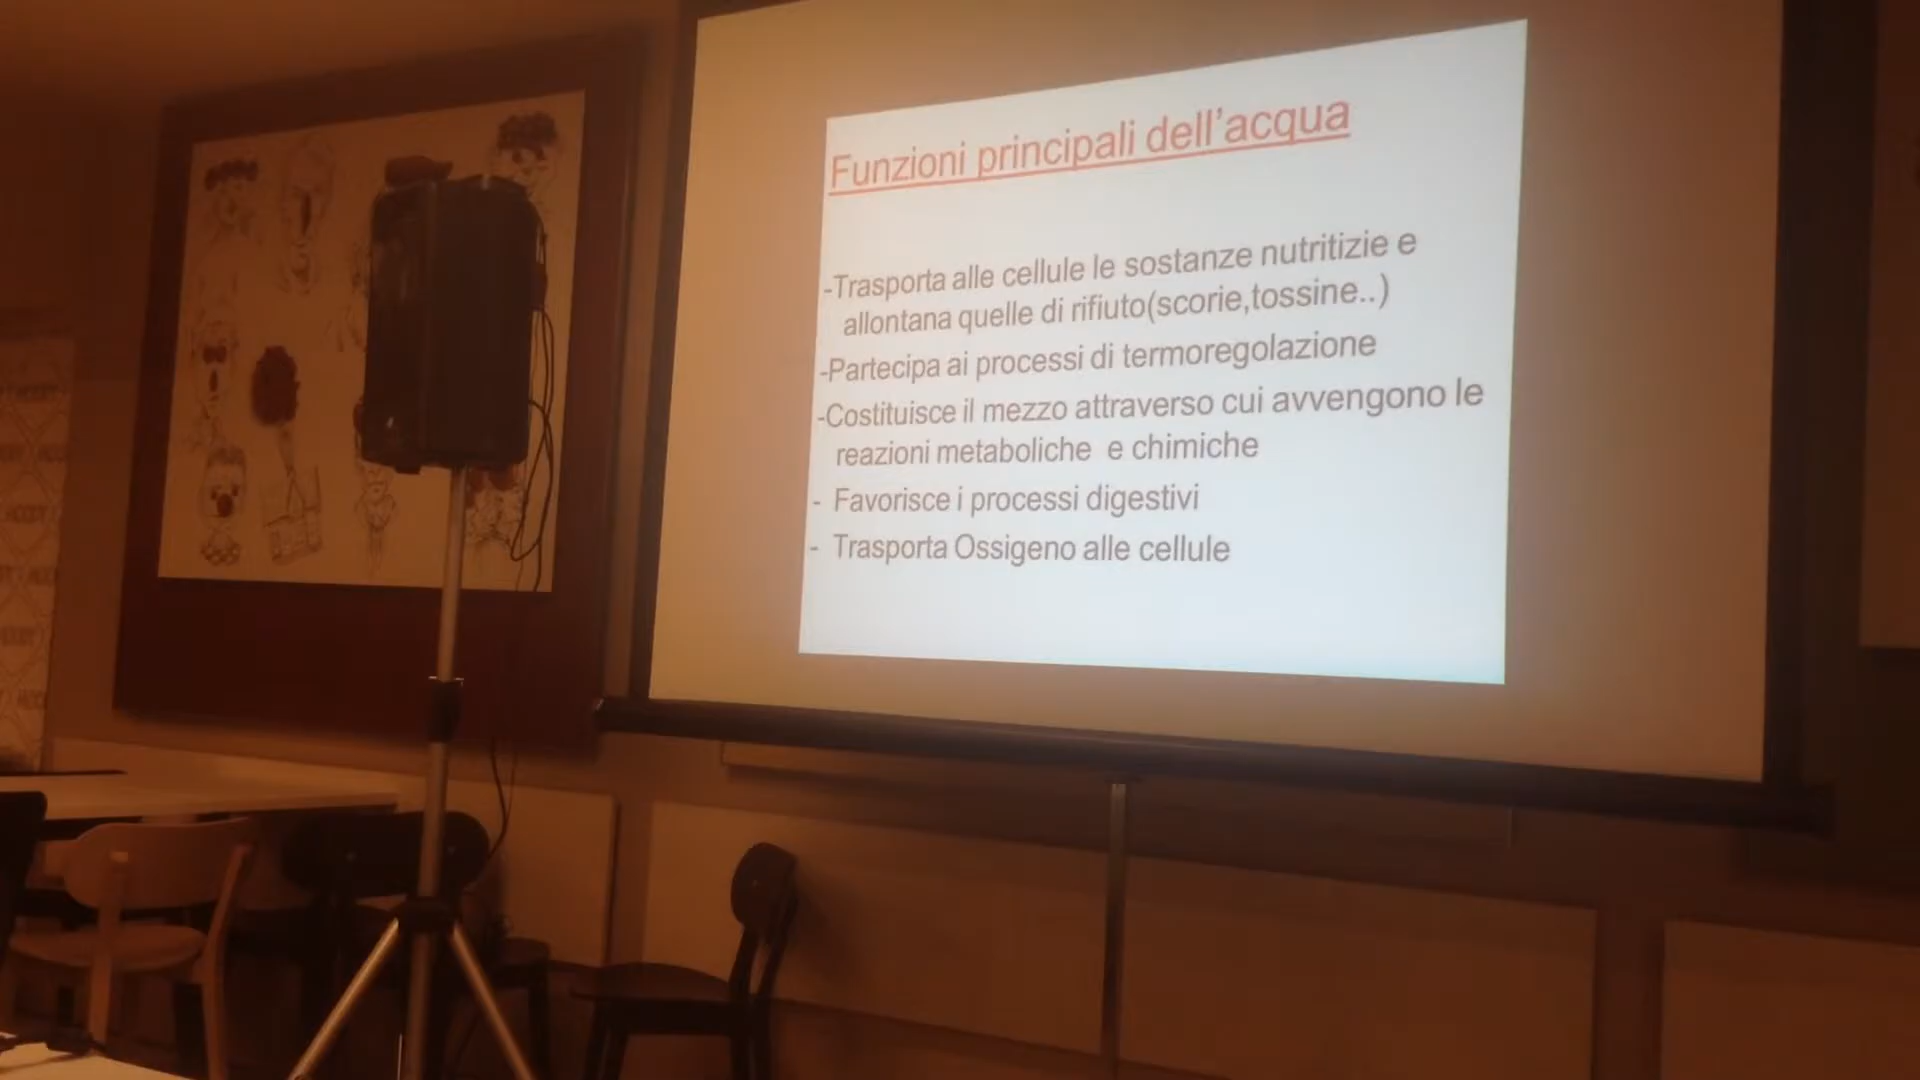 Funzioni principali dell'acqua
-Trasporta alle cellule le sostanze nutritizie e
allontana quelle di rifiuto(scorie,tossine..)
-Partecipa ai processi di termoregolazione
-Costituisce il mezzo attraverso cui avvengono le
reazioni metaboliche e chimiche
- Favorisce i processi digestivi
- Trasporta Ossigeno alle cellule